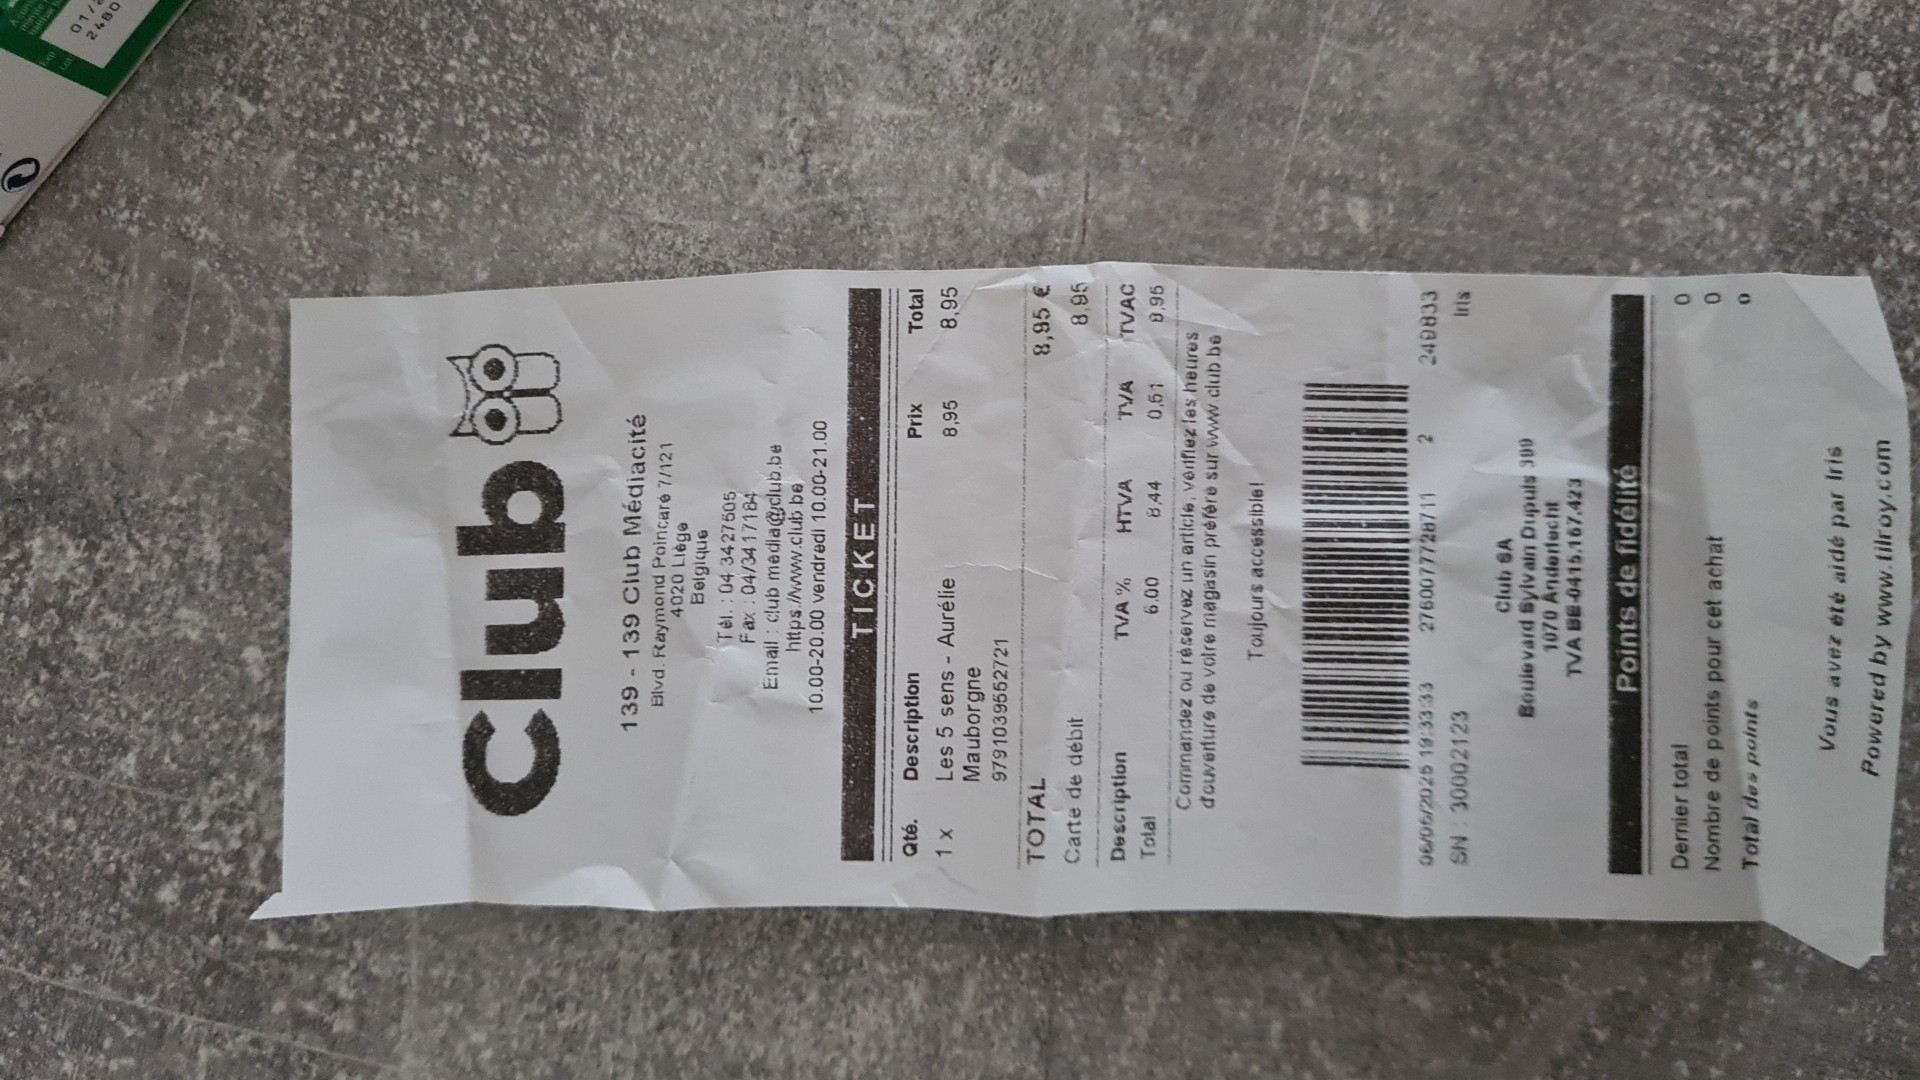 Club
139 - 139 Club Médiacité
Blvd. Raymond Poincaré 7/121
4020 Liège
Belgique
Tél. : 04 3427505
Fax : 04/3417184
Email : club.media@club.be
https://www.club.be
10.00-20.00 vendredi 10.00-21.00
TICKET
Qté. Description Prix Total
1 x Les 5 sens - Aurélie 8,95 8,95
Mauborgne
9791039552721
TOTAL 8,95 €
Carte de débit 8,95
Description TVA % HTVA TVA TVAC
Total 6.00 8,44 0,51 8,95
Commandez ou réservez un article, vérifiez les heures
d'ouverture de votre magasin préféré sur www.club.be
Toujours accessible!
06/06/2025 19:33:33 2760077728711 2 249833
SN : 30002123 Iris
Club SA
Boulevard Sylvain Dupuis 399
1070 Anderlecht
TVA BE-0415.167.423
Points de fidélité
Dernier total 0
Nombre de points pour cet achat 0
Total des points 0
Vous avez été aidé par Iris
Powered by www.tilroy.com
Exp
Lot